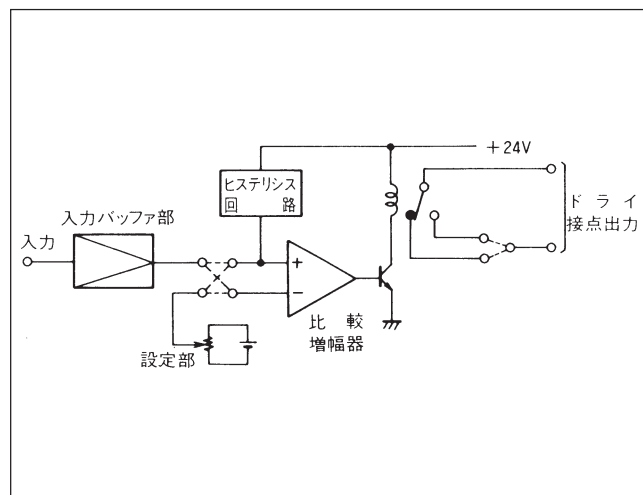 +24V
ヒステリシス
回路
入力バッファ部
入力
+
−
比較
増幅器
設定部
ドライ
接点出力